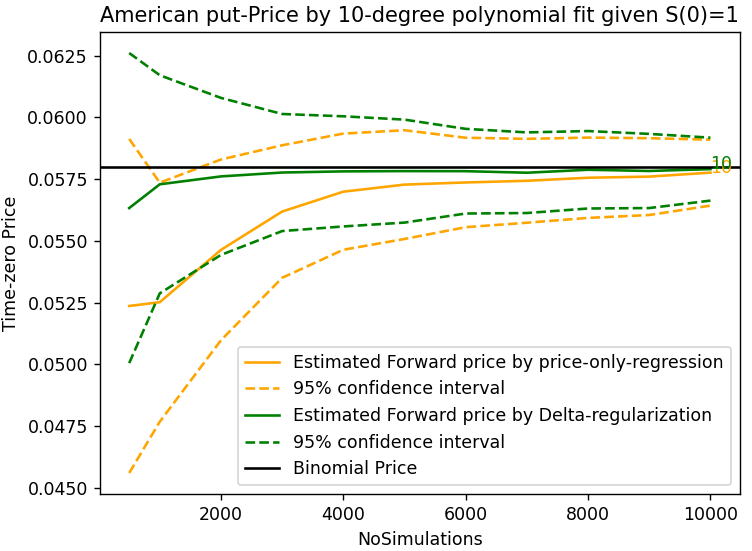 American put-Price by 10-degree polynomial fit given S(0)=1
0.0625
0.0600
0.0575
0.0550
0.0525
0.0500
0.0475
0.0450
Time-zero Price
10
10
Estimated Forward price by price-only-regression
95% confidence interval
Estimated Forward price by Delta-regularization
95% confidence interval
Binomial Price
2000 4000 6000 8000 10000
NoSimulations